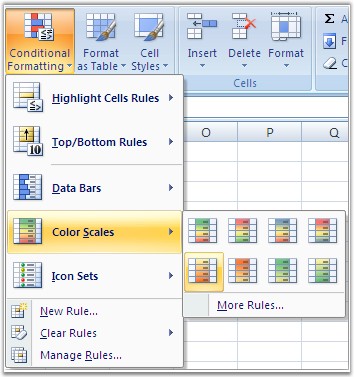 Conditional Formatting
Format as Table
Cell Styles
Insert
Delete
Format
Σ A
F
C
Cells
Highlight Cells Rules
Top/Bottom Rules
10
Data Bars
Color Scales
Icon Sets
New Rule...
Clear Rules
Manage Rules...
O P Q
More Rules...